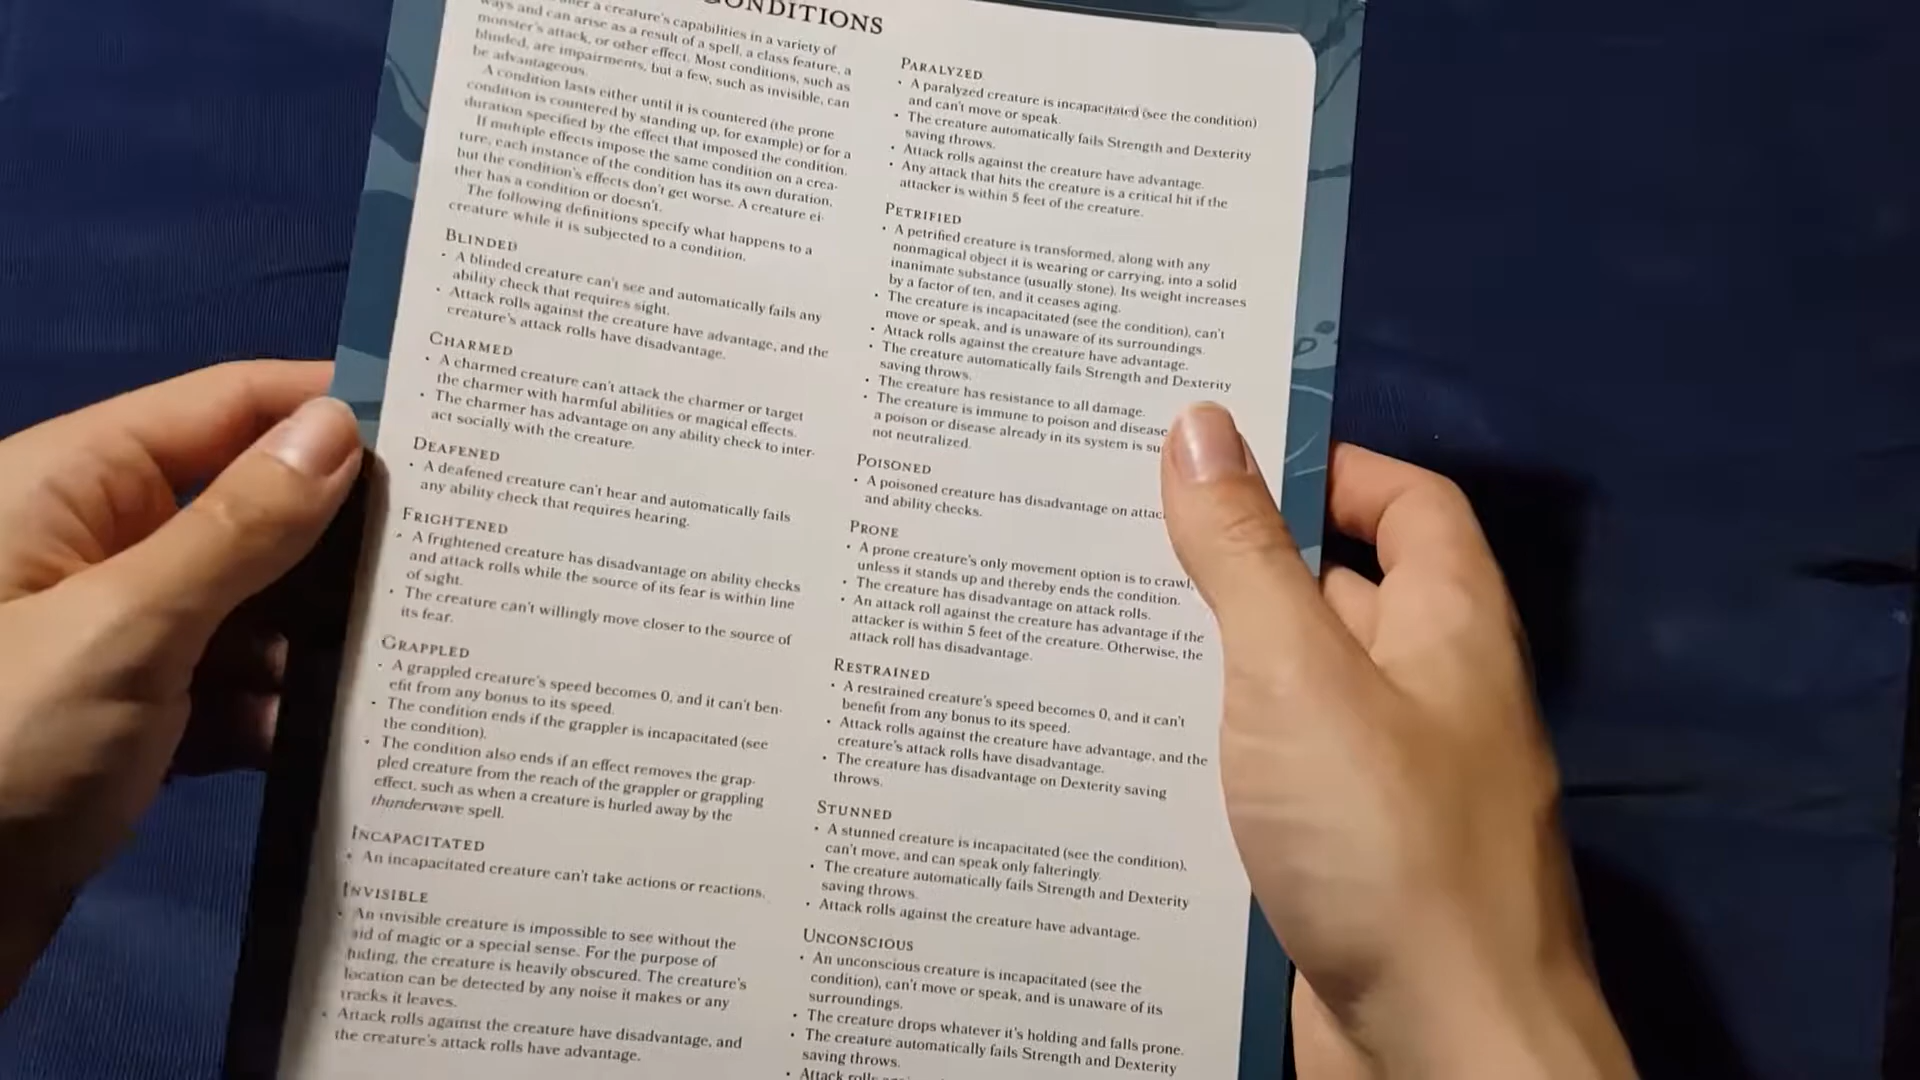 CONDITIONS
a creature's capabilities in a variety of
ways and can arise as a result of a spell, a class feature, a
monster's attack, or other effect. Most conditions, such as
blinded, are impairments, but a few, such as invisible, can
be advantageous.
A condition lasts either until it is countered (the prone
condition is countered by standing up, for example) or for a
duration specified by the effect that imposed the condition.
If multiple effects impose the same condition on a crea-
ture, each instance of the condition has its own duration,
but the condition's effects don't get worse. A creature ei-
ther has a condition or doesn't.
The following definitions specify what happens to a
creature while it is subjected to a condition.
BLINDED
• A blinded creature can't see and automatically fails any
ability check that requires sight.
• Attack rolls against the creature have advantage, and the
creature's attack rolls have disadvantage.
CHARMED
• A charmed creature can't attack the charmer or target
the charmer with harmful abilities or magical effects.
• The charmer has advantage on any ability check to inter-
act socially with the creature.
DEAFENED
• A deafened creature can't hear and automatically fails
any ability check that requires hearing.
FRIGHTENED
• A frightened creature has disadvantage on ability checks
and attack rolls while the source of its fear is within line
of sight.
• The creature can't willingly move closer to the source of
its fear.
GRAPPLED
• A grappled creature's speed becomes 0, and it can't ben-
efit from any bonus to its speed.
• The condition ends if the grappler is incapacitated (see
the condition).
• The condition also ends if an effect removes the grap-
pled creature from the reach of the grappler or grappling
effect, such as when a creature is hurled away by the
thunderwave spell.
INCAPACITATED
• An incapacitated creature can't take actions or reactions.
INVISIBLE
• An invisible creature is impossible to see without the
aid of magic or a special sense. For the purpose of
hiding, the creature is heavily obscured. The creature's
location can be detected by any noise it makes or any
tracks it leaves.
• Attack rolls against the creature have disadvantage, and
the creature's attack rolls have advantage.
PARALYZED
• A paralyzed creature is incapacitated (see the condition)
and can't move or speak.
• The creature automatically fails Strength and Dexterity
saving throws.
• Attack rolls against the creature have advantage.
• Any attack that hits the creature is a critical hit if the
attacker is within 5 feet of the creature.
PETRIFIED
• A petrified creature is transformed, along with any
nonmagical object it is wearing or carrying, into a solid
inanimate substance (usually stone). Its weight increases
by a factor of ten, and it ceases aging.
• The creature is incapacitated (see the condition), can't
move or speak, and is unaware of its surroundings.
• Attack rolls against the creature have advantage.
• The creature automatically fails Strength and Dexterity
saving throws.
• The creature has resistance to all damage.
• The creature is immune to poison and disease
a poison or disease already in its system is su
not neutralized.
POISONED
• A poisoned creature has disadvantage on attac
and ability checks.
PRONE
• A prone creature's only movement option is to crawl,
unless it stands up and thereby ends the condition.
• The creature has disadvantage on attack rolls.
• An attack roll against the creature has advantage if the
attacker is within 5 feet of the creature. Otherwise, the
attack roll has disadvantage.
RESTRAINED
• A restrained creature's speed becomes 0, and it can't
benefit from any bonus to its speed.
• Attack rolls against the creature have advantage, and the
creature's attack rolls have disadvantage.
• The creature has disadvantage on Dexterity saving
throws.
STUNNED
• A stunned creature is incapacitated (see the condition),
can't move, and can speak only falteringly.
• The creature automatically fails Strength and Dexterity
saving throws.
• Attack rolls against the creature have advantage.
UNCONSCIOUS
• An unconscious creature is incapacitated (see the
condition), can't move or speak, and is unaware of its
surroundings.
• The creature drops whatever it's holding and falls prone.
• The creature automatically fails Strength and Dexterity
saving throws.
• Attack rolls